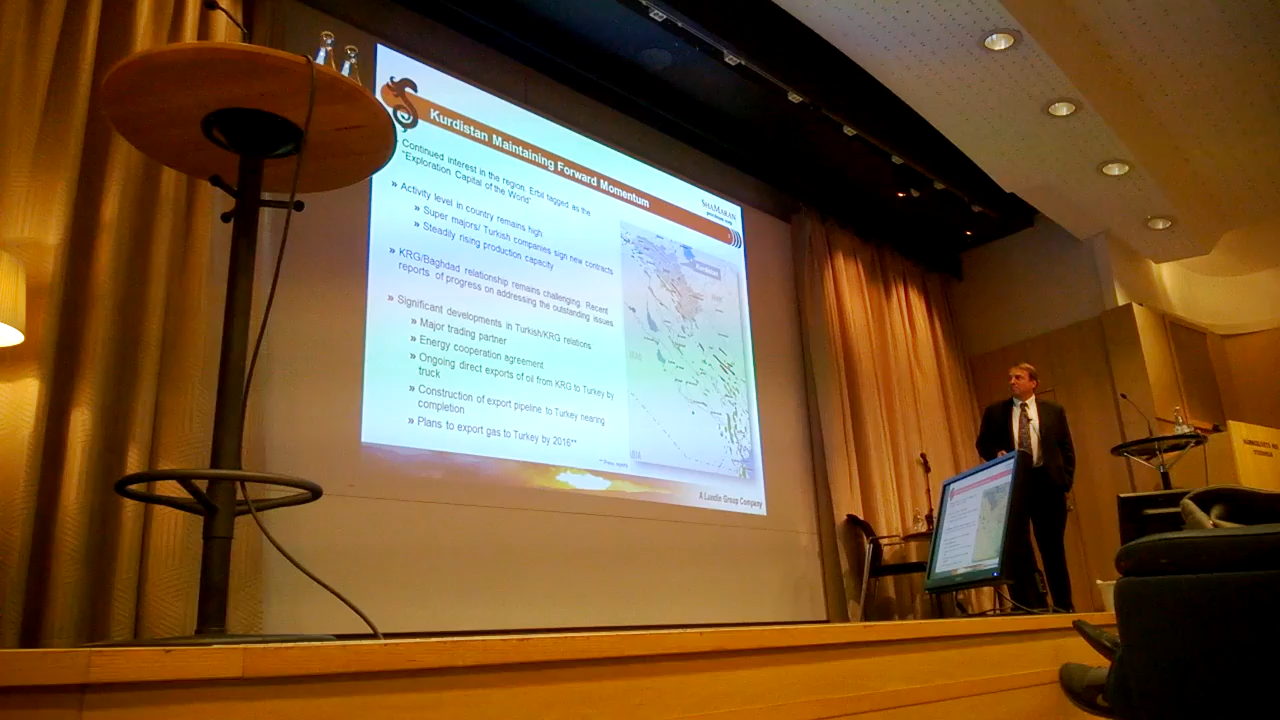 Kurdistan Maintaining Forward Momentum
SHAMARAN
Continued interest in the region. Erbil tagged as the
"Exploration Capital of the World"
» Activity level in country remains high
» Super majors/ Turkish companies sign new contracts
» Steadily rising production capacity
» KRG/Baghdad relationship remains challenging. Recent
reports of progress on addressing the outstanding issues
» Significant developments in Turkish/KRG relations
» Major trading partner
» Energy cooperation agreement
» Ongoing direct exports of oil from KRG to Turkey by
truck
» Construction of export pipeline to Turkey nearing
completion
» Plans to export gas to Turkey by 2016**
** Press reports
A Lundin Group Company